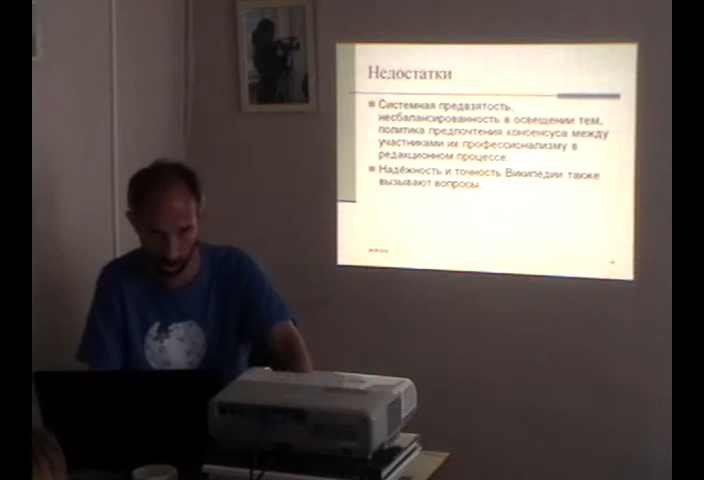 Недостатки
Системная предвзятость,
несбалансированность в освещении тем,
политика предпочтения консенсуса между
участниками их профессионализму в
редакционном процессе
Надёжность и точность Википедии также
вызывают вопросы.